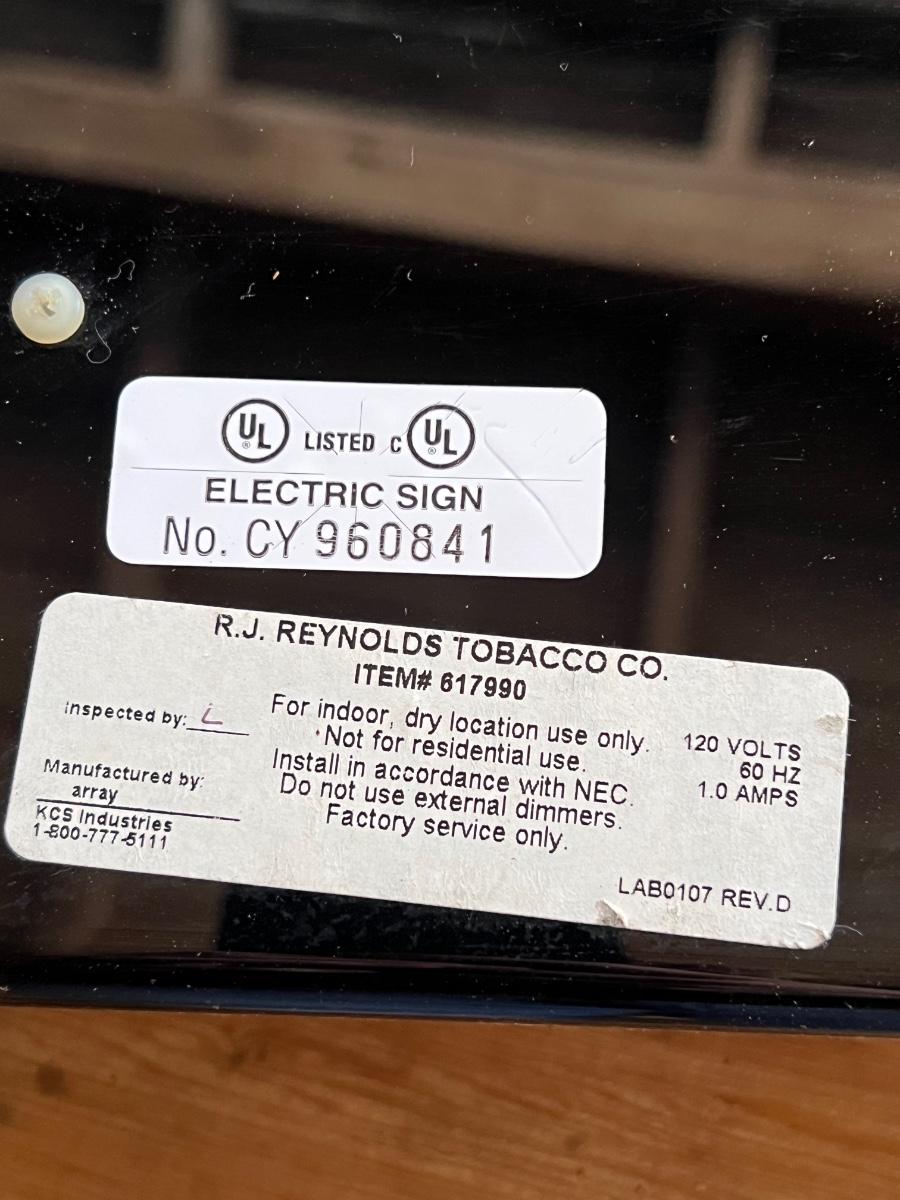 UL® LISTED C UL®
ELECTRIC SIGN
No. CY 960841
R.J. REYNOLDS TOBACCO CO.
ITEM# 617990
Inspected by: L
Manufactured by:
array
KCS Industries
1-800-777-5111
For indoor, dry location use only.
Not for residential use.
Install in accordance with NEC.
Do not use external dimmers.
Factory service only.
120 VOLTS
60 HZ
1.0 AMPS
LAB0107 REV.D